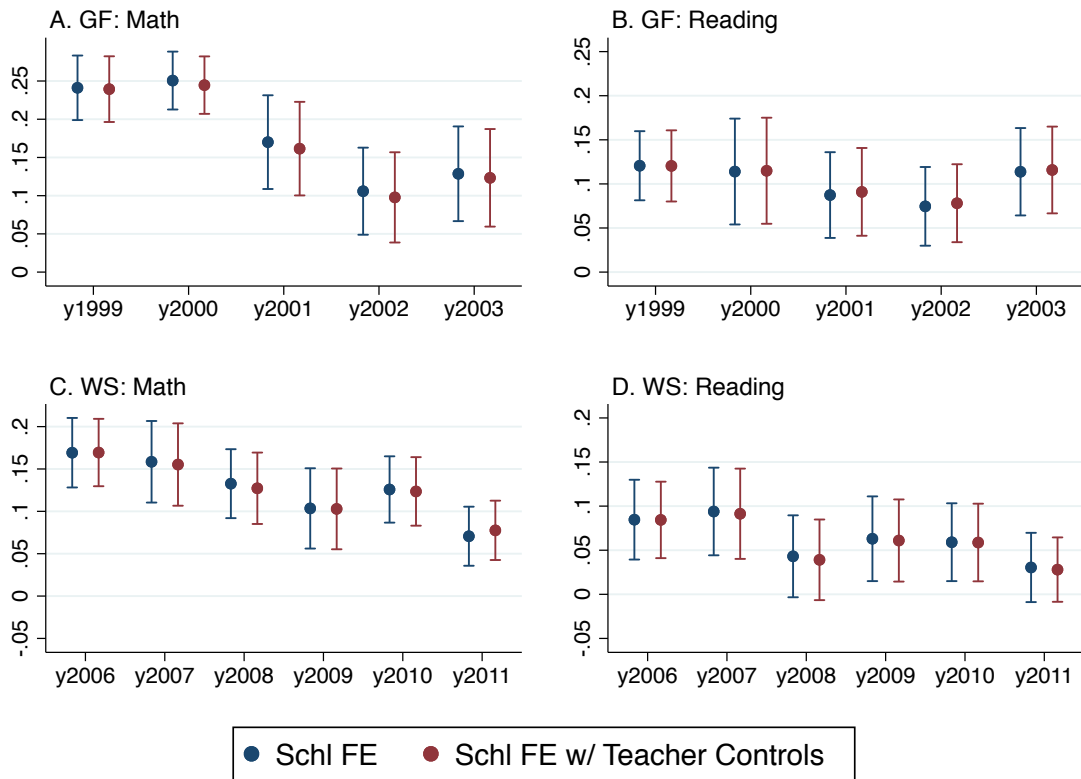 A. GF: Math
.25
.2
.15
.1
.05
0
y1999 y2000 y2001 y2002 y2003
B. GF: Reading
.25
.2
.15
.1
.05
0
y1999 y2000 y2001 y2002 y2003
C. WS: Math
.2
.15
.1
.05
0
-.05
y2006 y2007 y2008 y2009 y2010 y2011
D. WS: Reading
.2
.15
.1
.05
0
-.05
y2006 y2007 y2008 y2009 y2010 y2011
Schl FE Schl FE w/ Teacher Controls